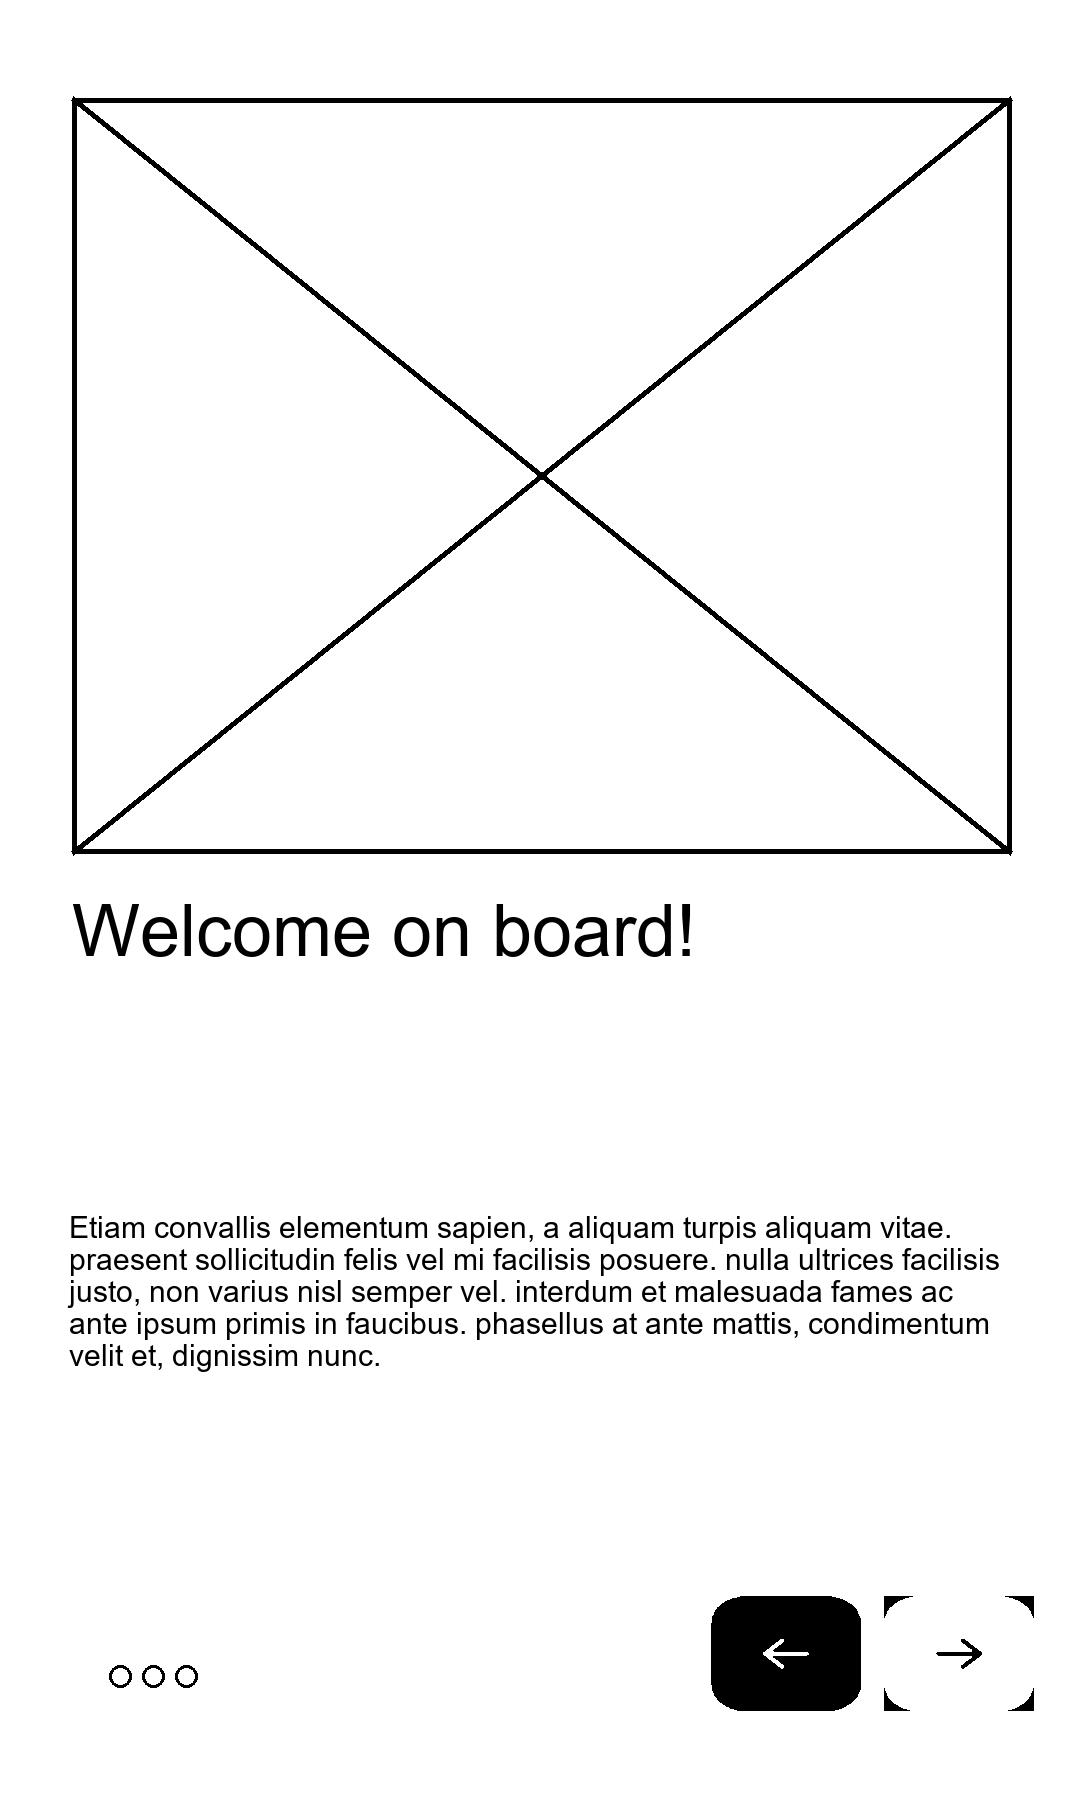 Welcome on board!
Etiam convallis elementum sapien, a aliquam turpis aliquam vitae.
praesent sollicitudin felis vel mi facilisis posuere. nulla ultrices facilisis
justo, non varius nisl semper vel. interdum et malesuada fames ac
ante ipsum primis in faucibus. phasellus at ante mattis, condimentum
velit et, dignissim nunc.